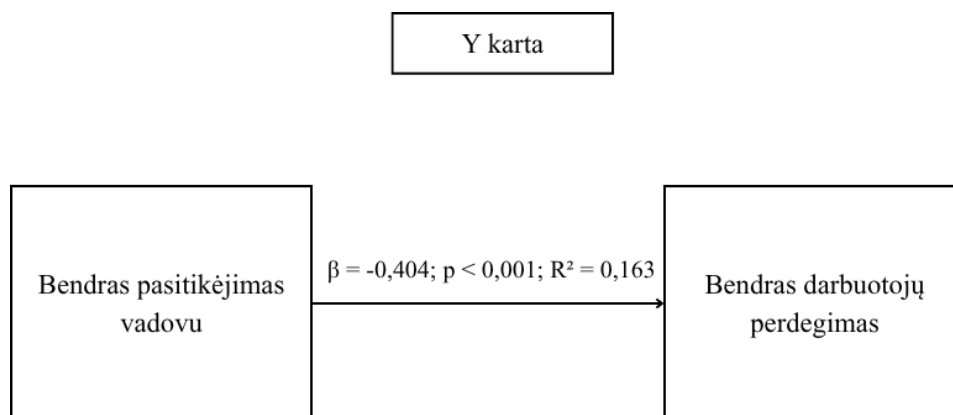 Y karta
β = -0,404; p < 0,001; R² = 0,163
Bendras pasitikėjimas
vadovu
Bendras darbuotojų
perdegimas